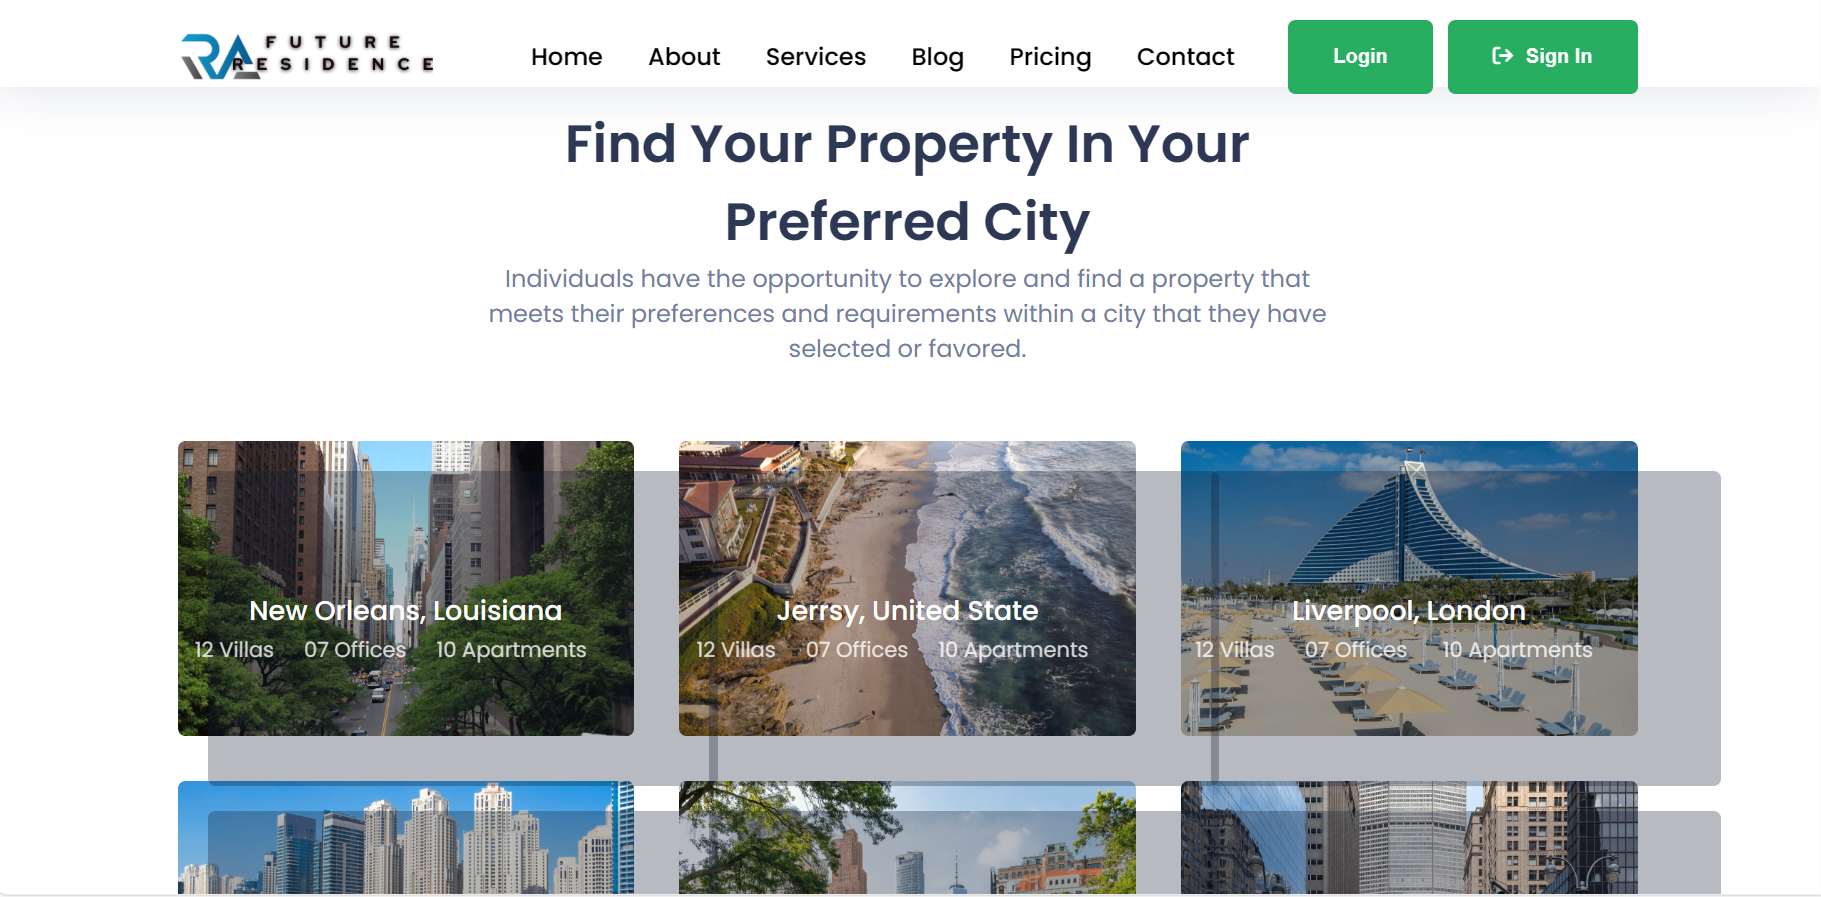 FUTURE
RA RESIDENCE
Home About Services Blog Pricing Contact Login Sign In
Find Your Property In Your
Preferred City
Individuals have the opportunity to explore and find a property that
meets their preferences and requirements within a city that they have
selected or favored.
New Orleans, Louisiana
12 Villas 07 Offices 10 Apartments
Jerrsy, United State
12 Villas 07 Offices 10 Apartments
Liverpool, London
12 Villas 07 Offices 10 Apartments